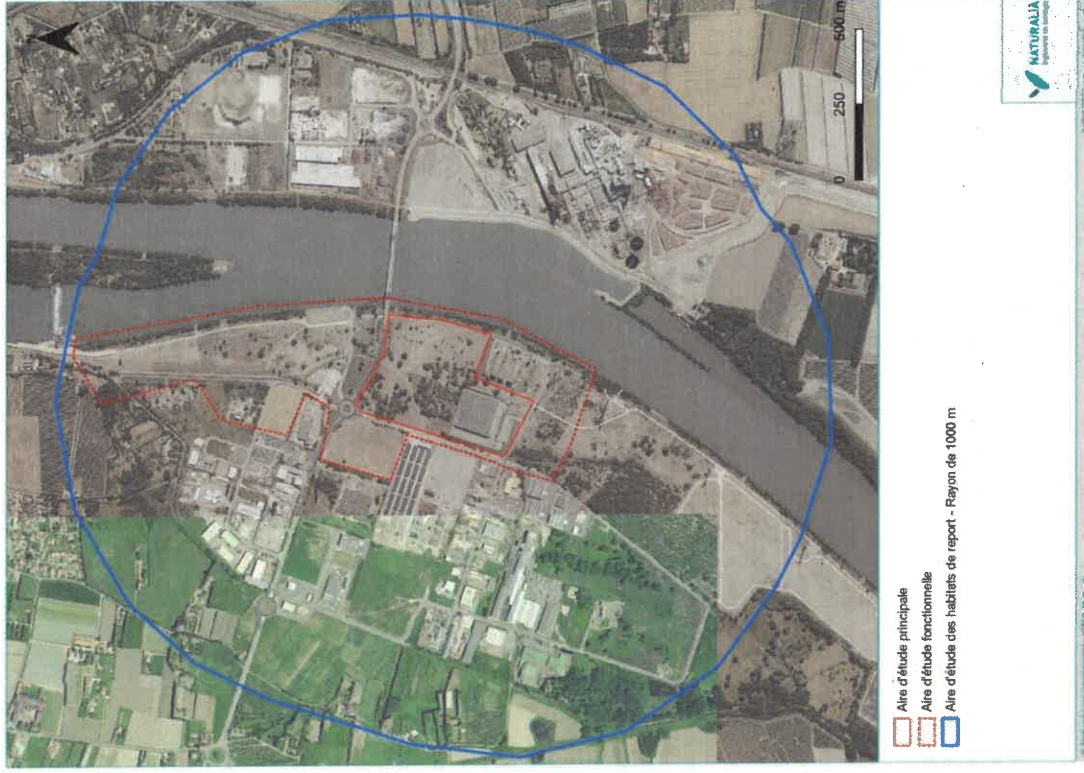 0 250 500 m
Aire d'étude principale
Aire d'étude fonctionnelle
Aire d'étude des habitats de report - Rayon de 1000 m
NATURALIA